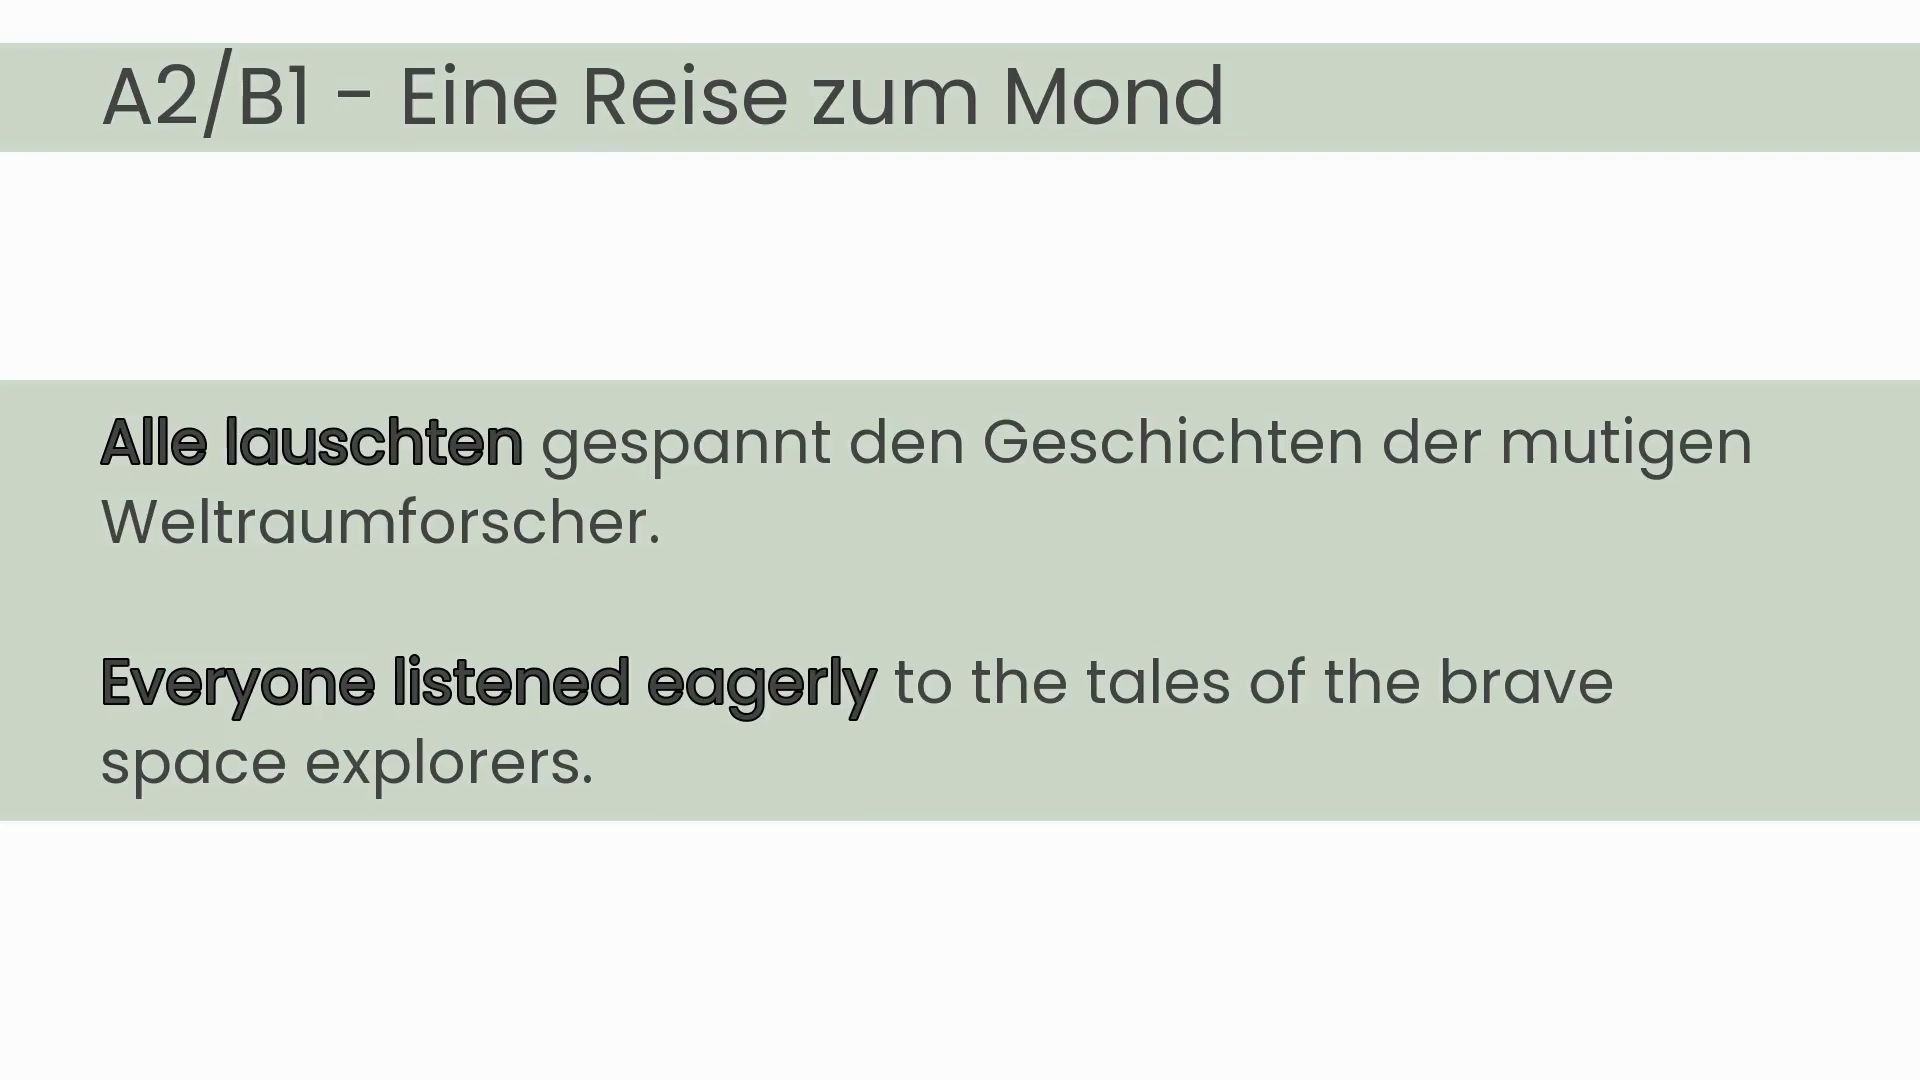 A2/B1 - Eine Reise zum Mond
Alle lauschten gespannt den Geschichten der mutigen
Weltraumforscher.
Everyone listened eagerly to the tales of the brave
space explorers.